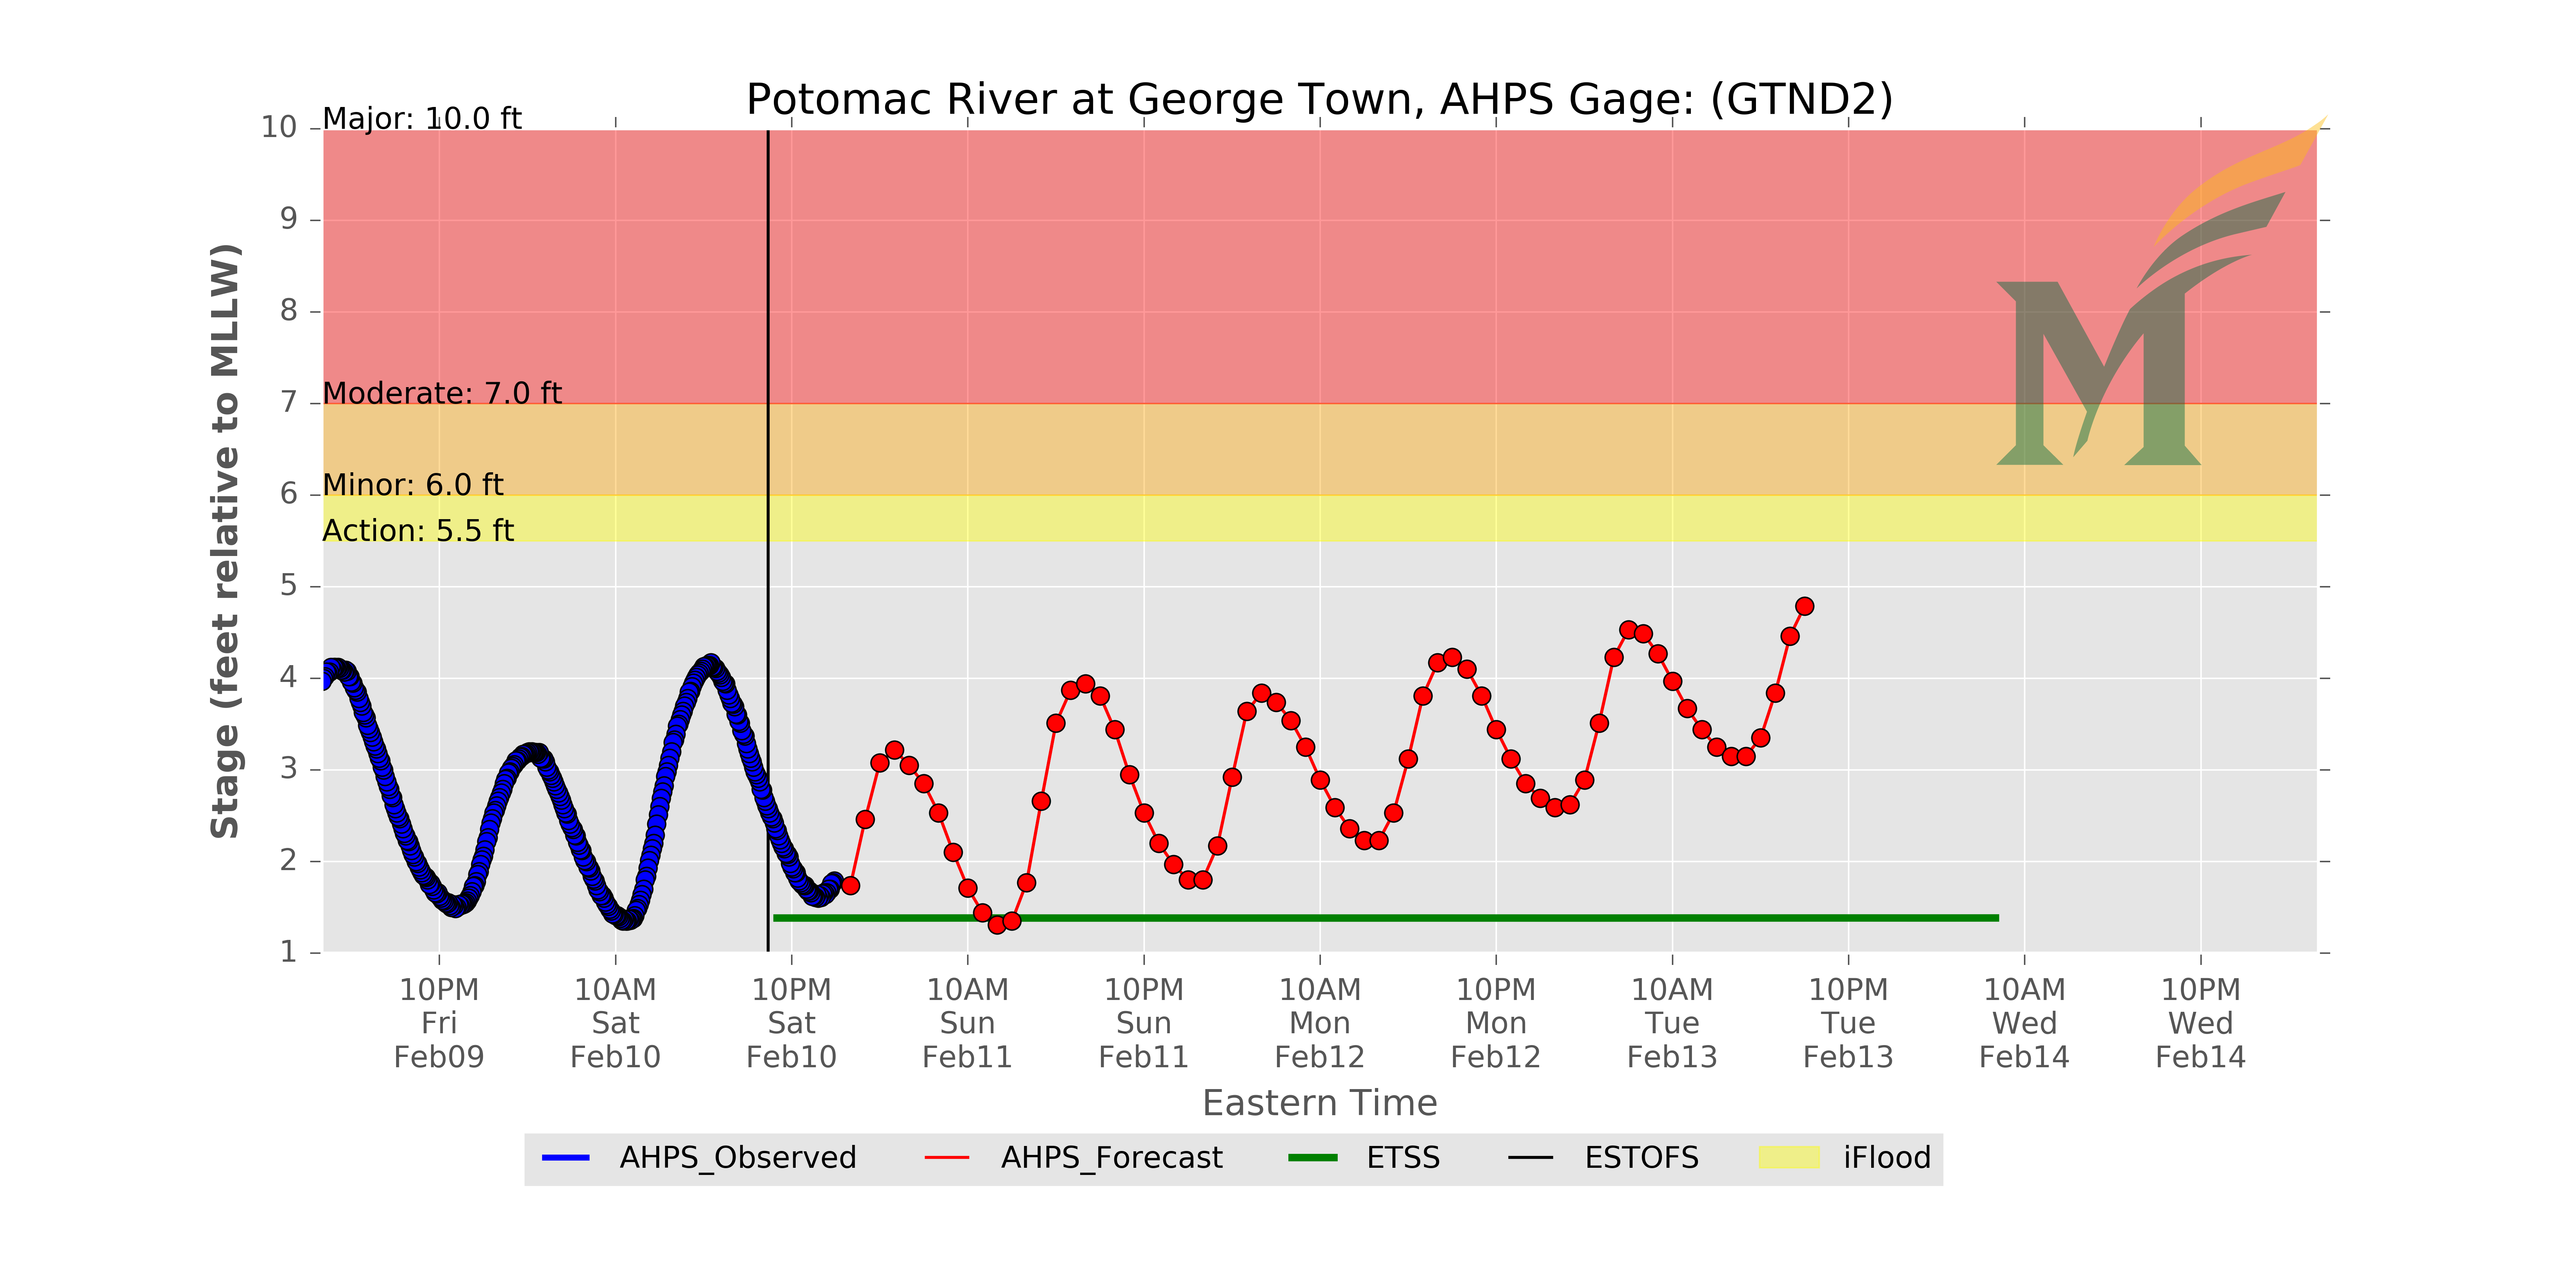 Potomac River at George Town, AHPS Gage: (GTND2)
Major: 10.0 ft
Moderate: 7.0 ft
Minor: 6.0 ft
Action: 5.5 ft
Stage (feet relative to MLLW)
10
9
8
7
6
5
4
3
2
1
10PM Fri Feb09
10AM Sat Feb10
10PM Sat Feb10
10AM Sun Feb11
10PM Sun Feb11
10AM Mon Feb12
10PM Mon Feb12
10AM Tue Feb13
10PM Tue Feb13
10AM Wed Feb14
10PM Wed Feb14
Eastern Time
AHPS_Observed AHPS_Forecast ETSS ESTOFS iFlood
M